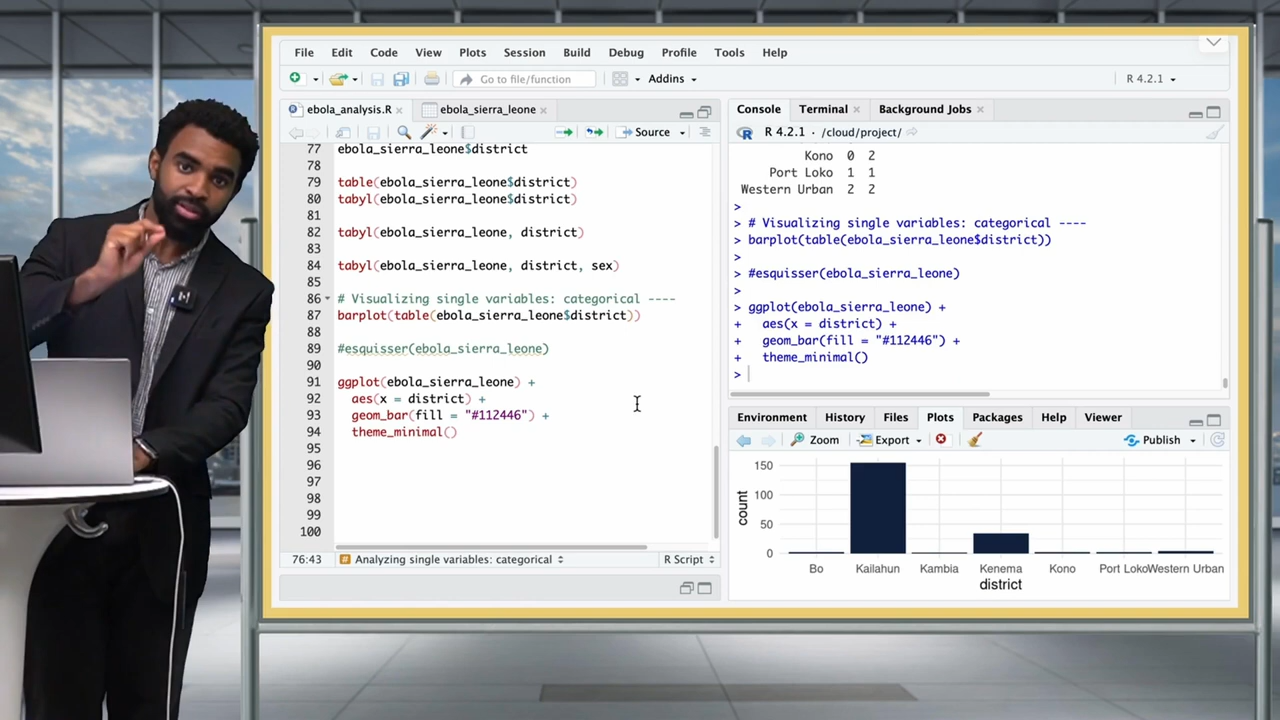 File Edit Code View Plots Session Build Debug Profile Tools Help
Go to file/function
Addins
R 4.2.1
ebola_analysis.R
ebola_sierra_leone
Source
77 ebola_sierra_leone$district
78
79 table(ebola_sierra_leone$district)
80 tabyl(ebola_sierra_leone$district)
81
82 tabyl(ebola_sierra_leone, district)
83
84 tabyl(ebola_sierra_leone, district, sex)
85
86 # Visualizing single variables: categorical ----
87 barplot(table(ebola_sierra_leone$district))
88
89 #esquisser(ebola_sierra_leone)
90
91 ggplot(ebola_sierra_leone) +
92 aes(x = district) +
93 geom_bar(fill = "#112446") +
94 theme_minimal()
95
96
97
98
99
100
76:43 # Analyzing single variables: categorical R Script
Console Terminal Background Jobs
R R 4.2.1 · /cloud/project/
Kono 0 2
Port Loko 1 1
Western Urban 2 2
>
> # Visualizing single variables: categorical ----
> barplot(table(ebola_sierra_leone$district))
>
> #esquisser(ebola_sierra_leone)
>
> ggplot(ebola_sierra_leone) +
+ aes(x = district) +
+ geom_bar(fill = "#112446") +
+ theme_minimal()
>
Environment History Files Plots Packages Help Viewer
Zoom Export Publish
count
150
100
50
0
Bo Kailahun Kambia Kenema Kono Port Loko Western Urban
district